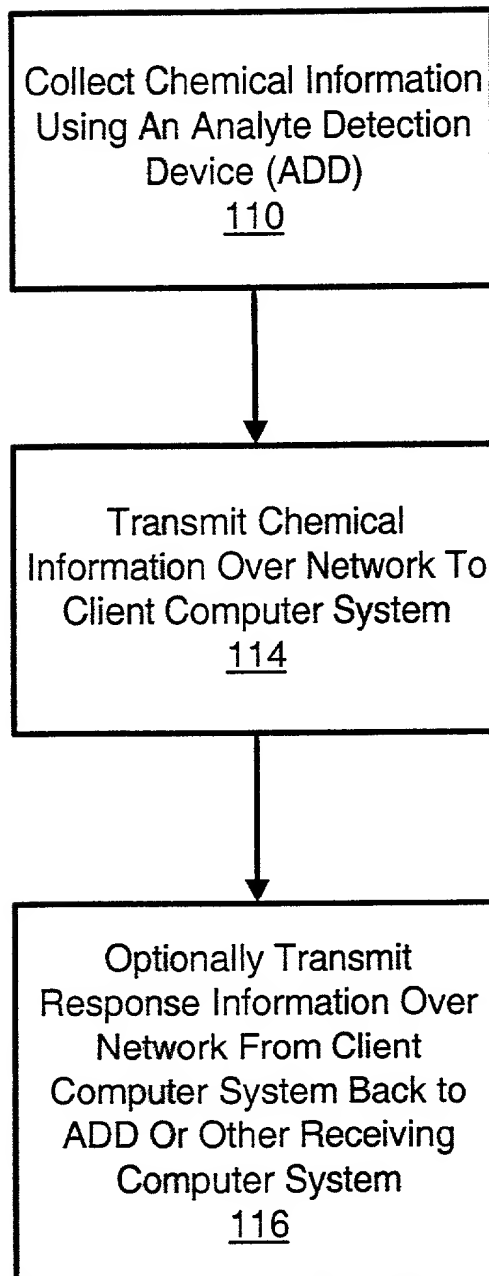 Collect Chemical Information
Using An Analyte Detection
Device (ADD)
110
Transmit Chemical
Information Over Network To
Client Computer System
114
Optionally Transmit
Response Information Over
Network From Client
Computer System Back to
ADD Or Other Receiving
Computer System
116